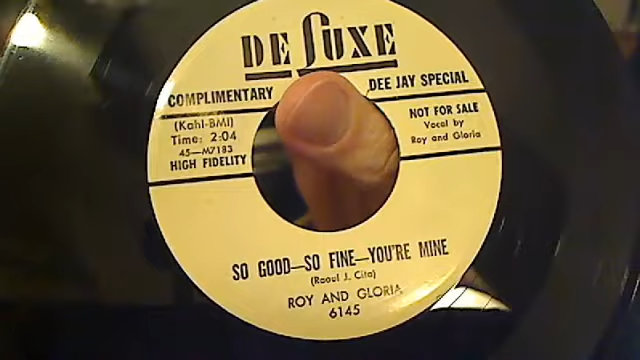 DE LUXE
COMPLIMENTARY
DEE JAY SPECIAL
(Kahl-BMI)
Time: 2:04
45-M7183
HIGH FIDELITY
NOT FOR SALE
Vocal by
Roy and Gloria
SO GOOD—SO FINE—YOU'RE MINE
(Raoul J. Cita)
ROY AND GLORIA
6145